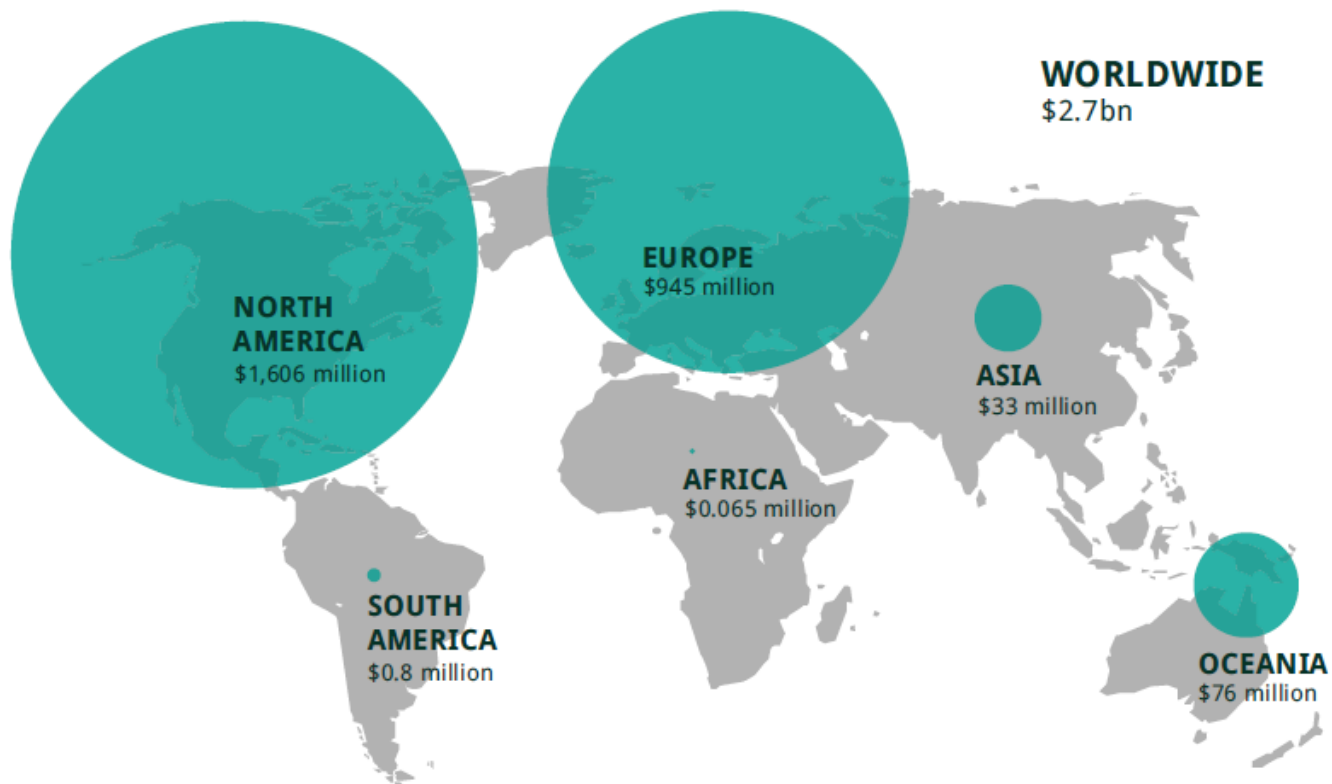 WORLDWIDE
$2.7bn
NORTH
AMERICA
$1,606 million
EUROPE
$945 million
ASIA
$33 million
AFRICA
$0.065 million
SOUTH
AMERICA
$0.8 million
OCEANIA
$76 million